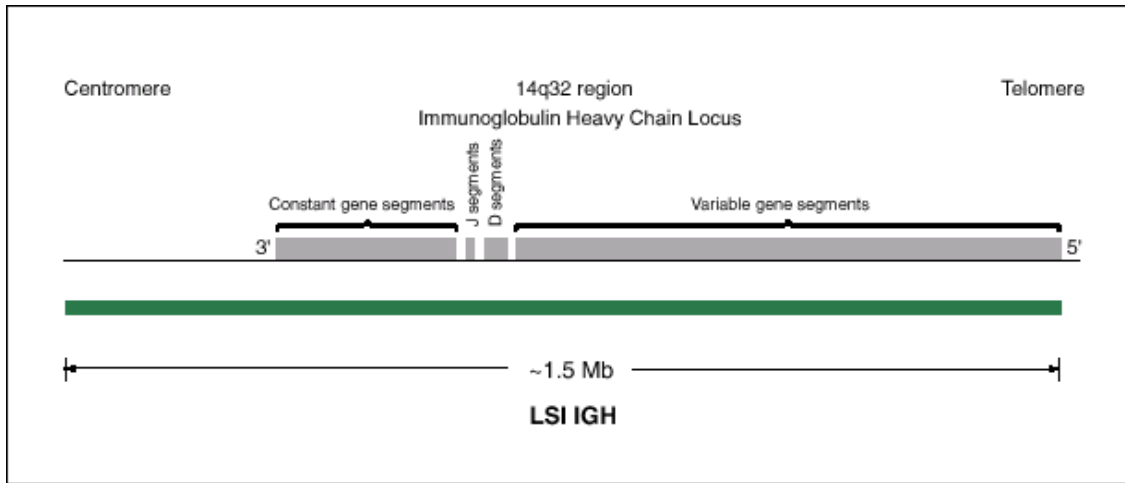 Centromere
14q32 region
Telomere
Immunoglobulin Heavy Chain Locus
Constant gene segments
J segments
D segments
Variable gene segments
3'
5'
~1.5 Mb
LSI IGH